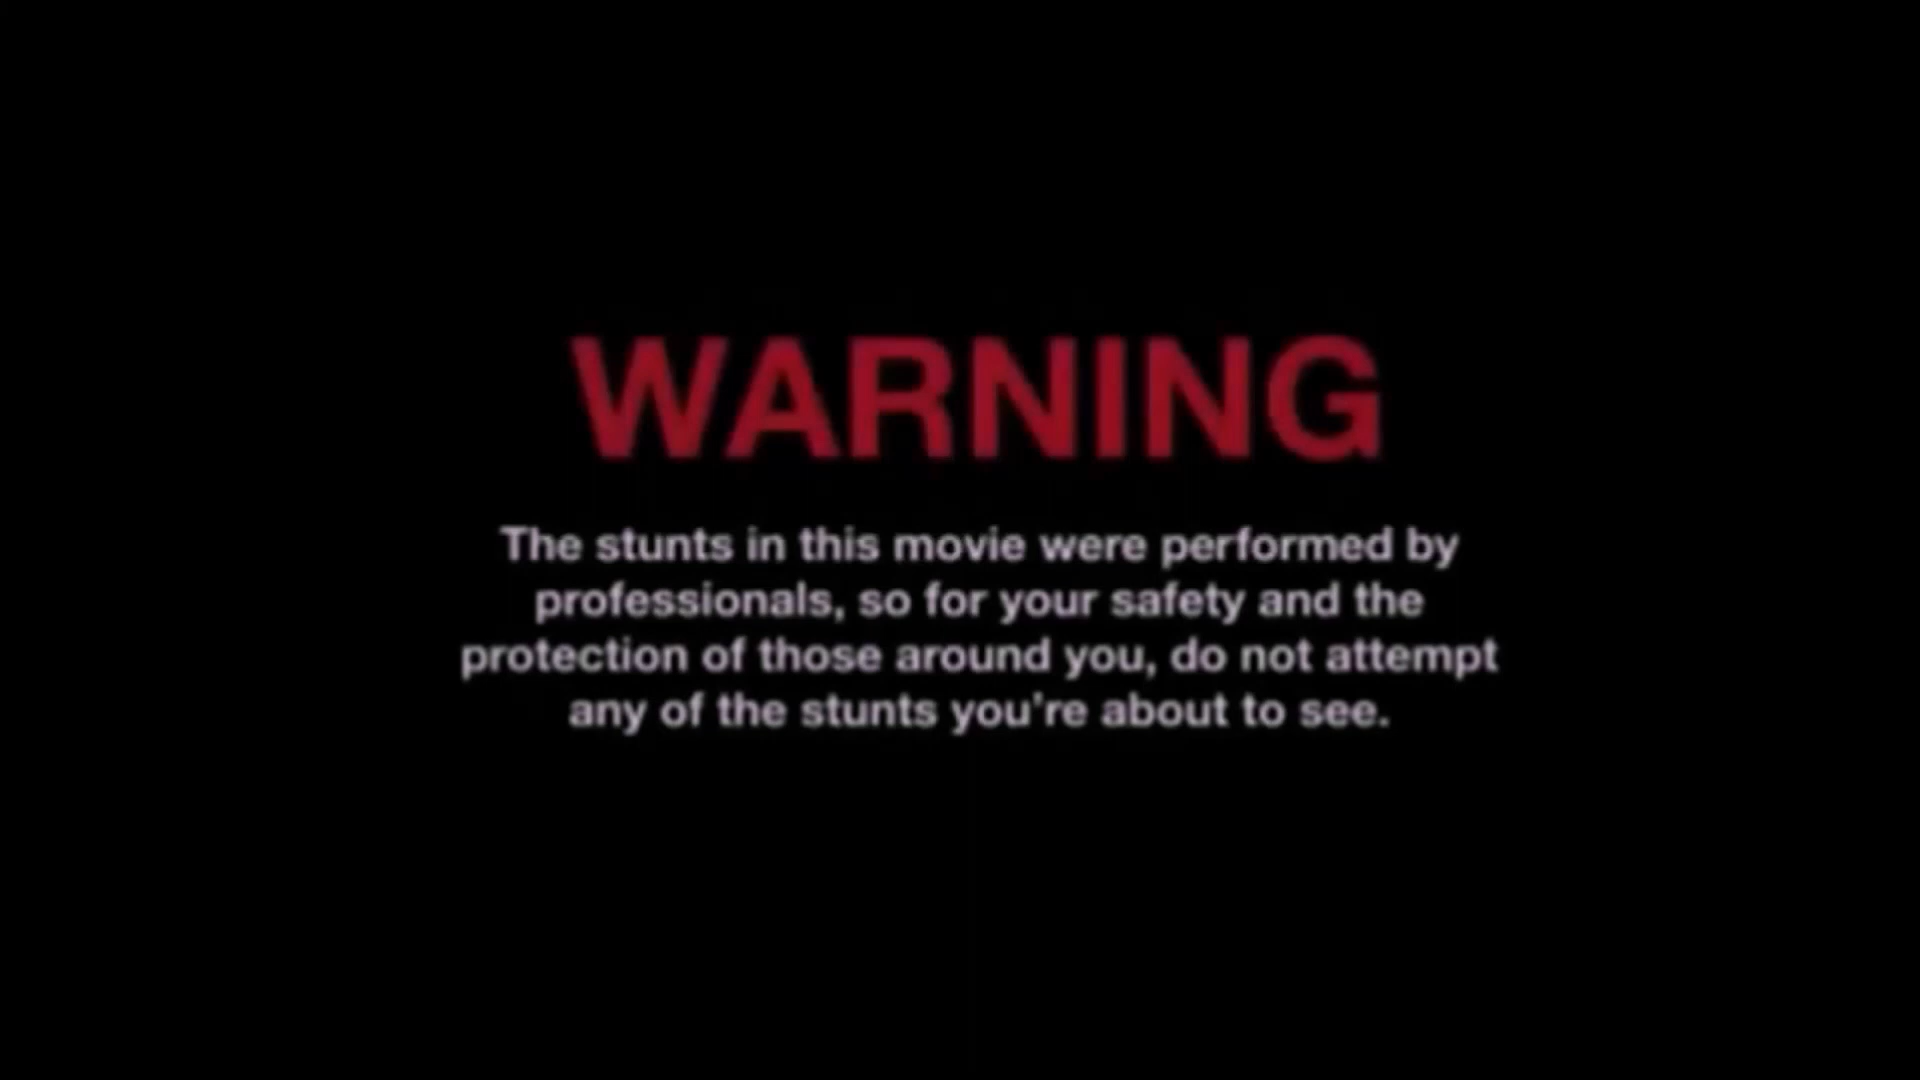 WARNING
The stunts in this movie were performed by
professionals, so for your safety and the
protection of those around you, do not attempt
any of the stunts you're about to see.